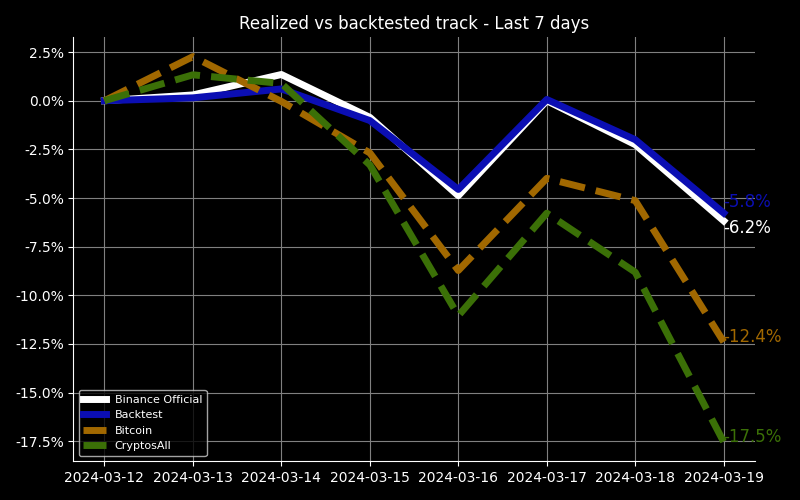 Realized vs backtested track - Last 7 days
2.5%
0.0%
-2.5%
-5.0%
-7.5%
-10.0%
-12.5%
-15.0%
-17.5%
-5.8%
-6.2%
-12.4%
-17.5%
Binance Official
Backtest
Bitcoin
CryptosAll
2024-03-12 2024-03-13 2024-03-14 2024-03-15 2024-03-16 2024-03-17 2024-03-18 2024-03-19